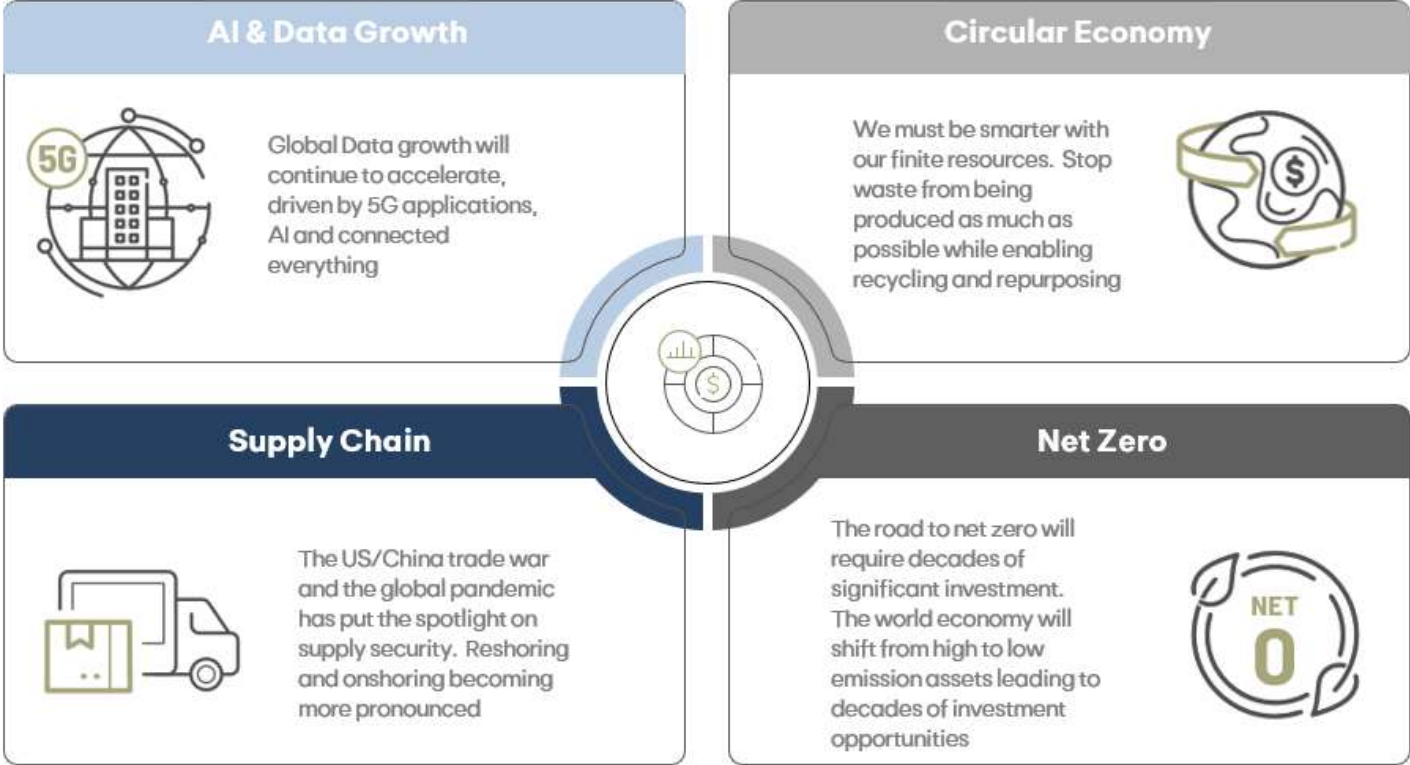 AI & Data Growth
5G
Global Data growth will
continue to accelerate,
driven by 5G applications,
AI and connected
everything
Circular Economy
We must be smarter with
our finite resources.  Stop
waste from being
produced as much as
possible while enabling
recycling and repurposing
$
$
Supply Chain
The US/China trade war
and the global pandemic
has put the spotlight on
supply security.  Reshoring
and onshoring becoming
more pronounced
Net Zero
The road to net zero will
require decades of
significant investment.
The world economy will
shift from high to low
emission assets leading to
decades of investment
opportunities
NET
0